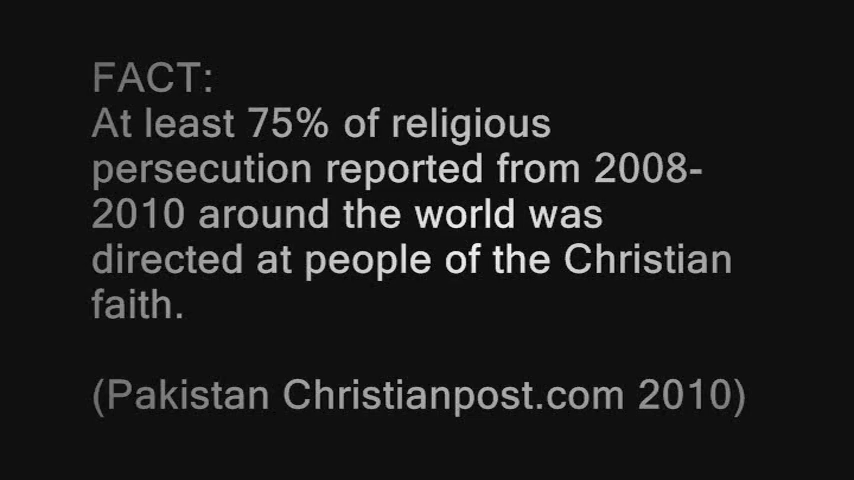 FACT:
At least 75% of religious
persecution reported from 2008-
2010 around the world was
directed at people of the Christian
faith.
(Pakistan Christianpost.com 2010)